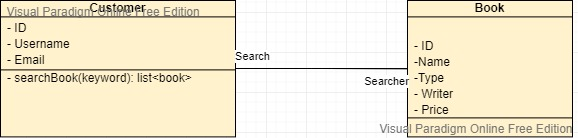 Customer
Visual Paradigm Online Free Edition
- ID
- Username
- Email
- searchBook(keyword): list<book>
Search
Searcher
Book
- ID
-Name
-Type
- Writer
- Price
Visual Paradigm Online Free Edition